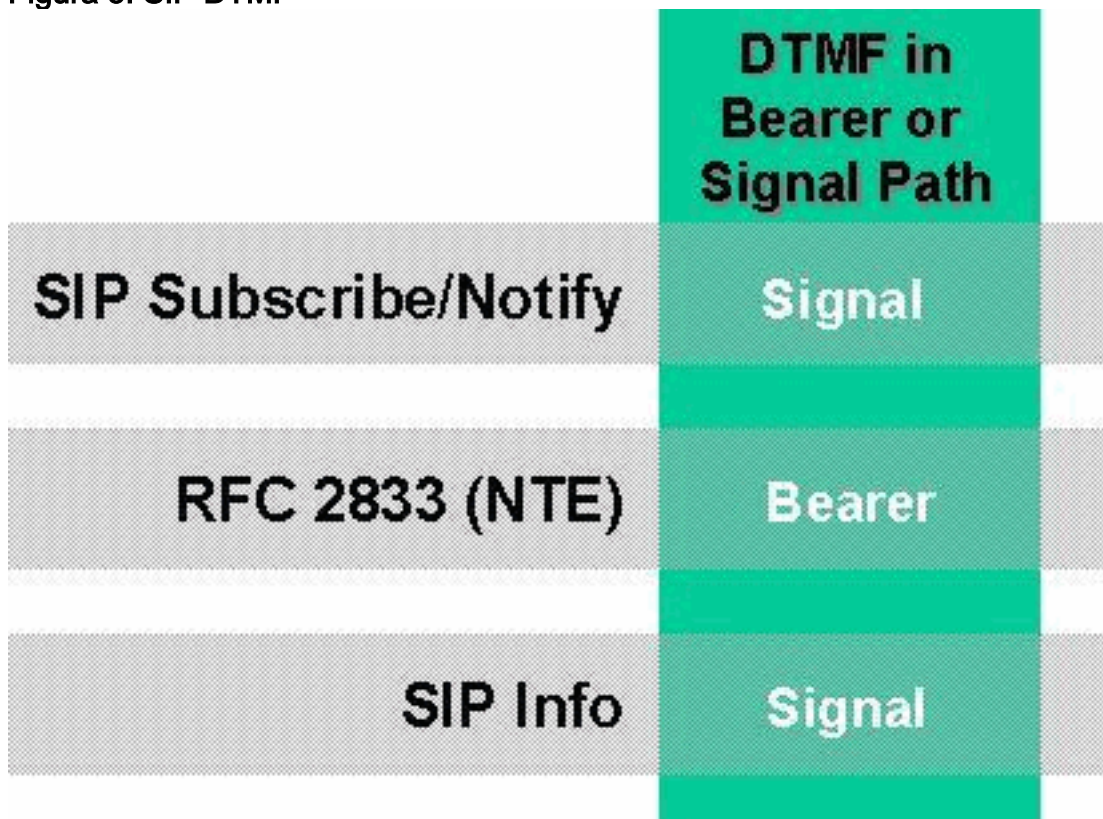 DTMF in
Bearer or
Signal Path
SIP Subscribe/Notify Signal
RFC 2833 (NTE) Bearer
SIP Info Signal